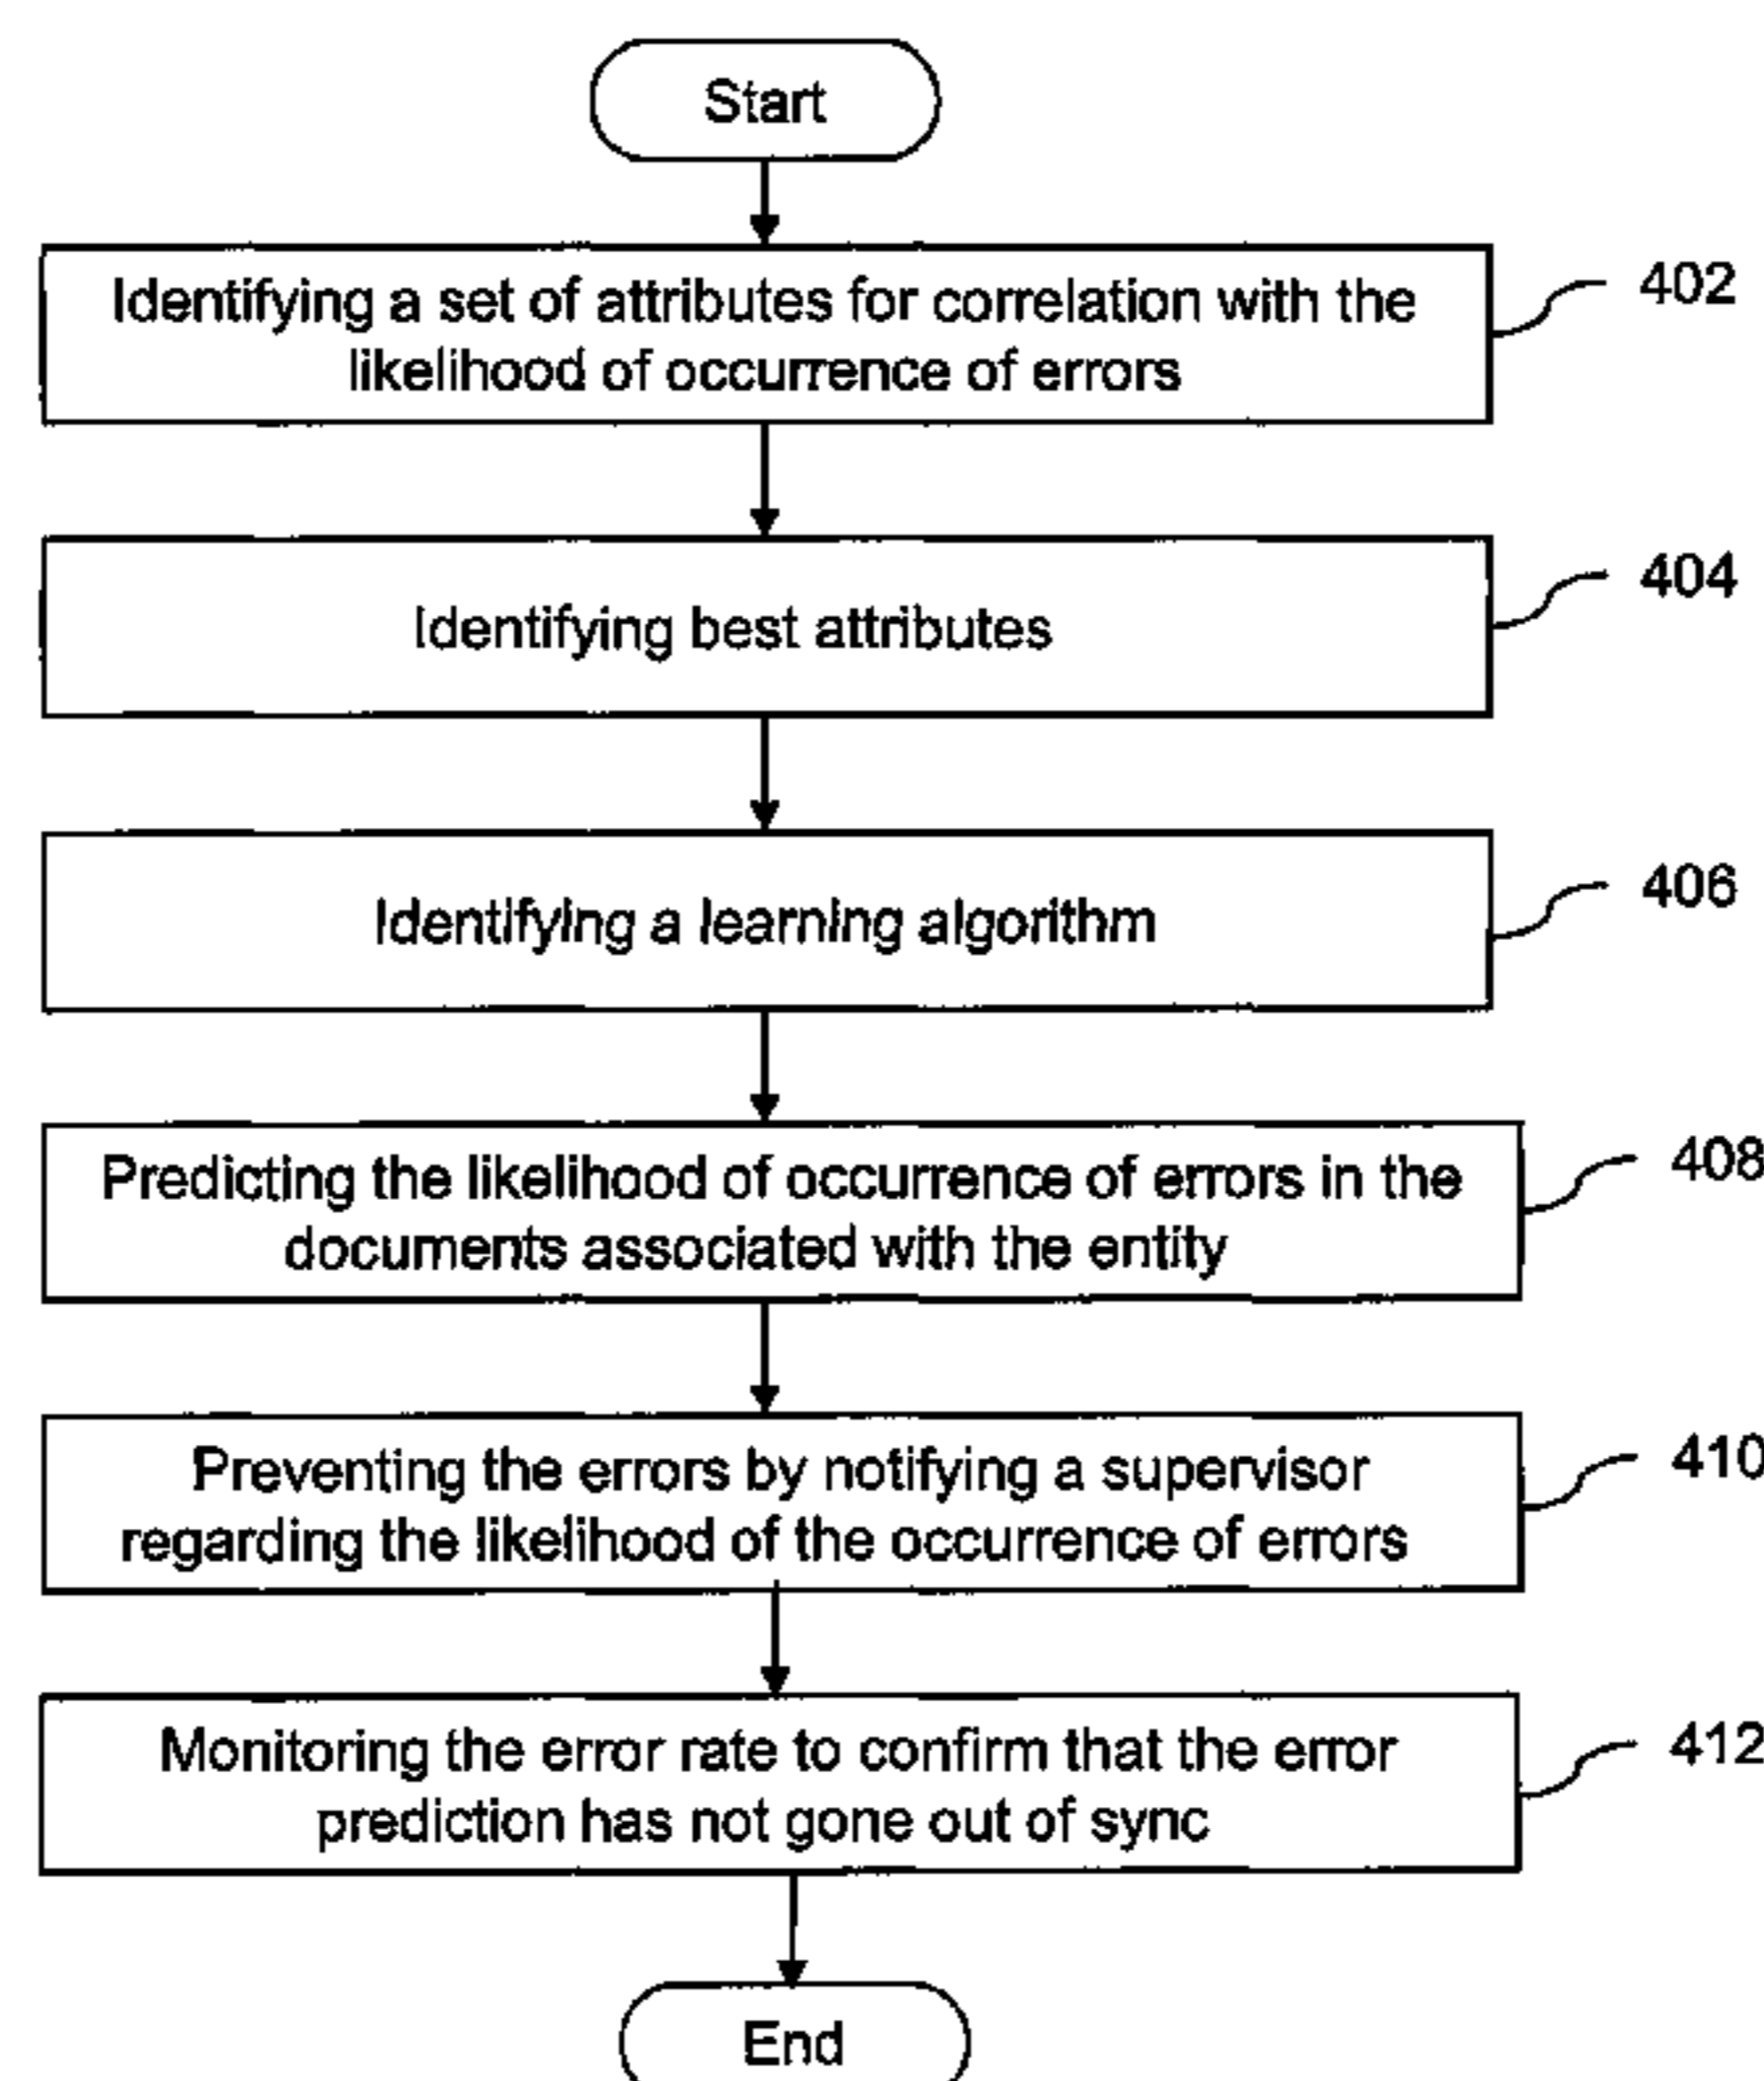 Start
Identifying a set of attributes for correlation with the
likelihood of occurrence of errors
402
Identifying best attributes
404
Identifying a learning algorithm
406
Predicting the likelihood of occurrence of errors in the
documents associated with the entity
408
Preventing the errors by notifying a supervisor
regarding the likelihood of the occurrence of errors
410
Monitoring the error rate to confirm that the error
prediction has not gone out of sync
412
End